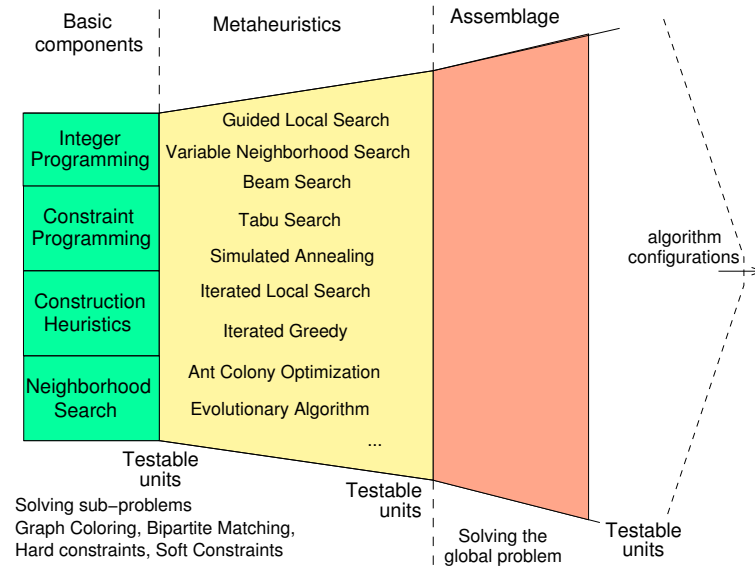 Basic
components
Metaheuristics
Assemblage
Integer
Programming
Constraint
Programming
Construction
Heuristics
Neighborhood
Search
Guided Local Search
Variable Neighborhood Search
Beam Search
Tabu Search
Simulated Annealing
Iterated Local Search
Iterated Greedy
Ant Colony Optimization
Evolutionary Algorithm
...
algorithm
configurations
Testable
units
Testable
units
Testable
units
Solving sub−problems
Graph Coloring, Bipartite Matching,
Hard constraints, Soft Constraints
Solving the
global problem